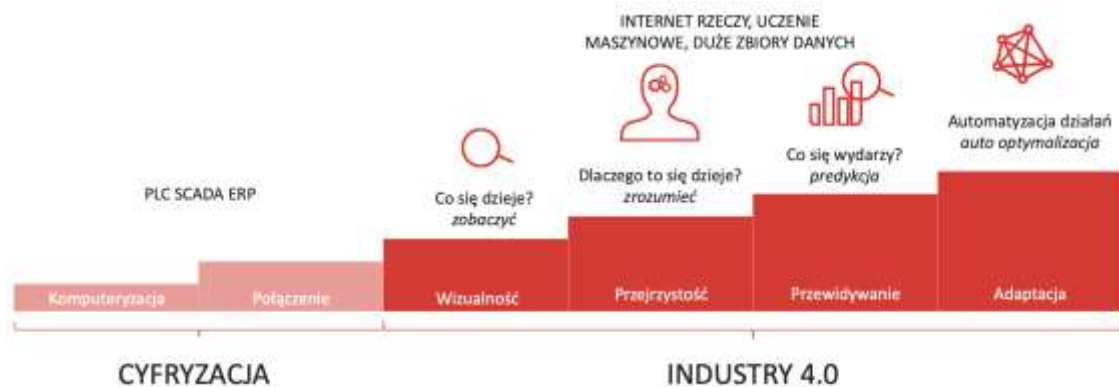 INTERNET RZECZY, UCZENIE
MASZYNOWE, DUŻE ZBIORY DANYCH
Automatyzacja działań
auto optymalizacja
Co się wydarzy?
predykcja
Dlaczego to się dzieje?
zrozumieć
Co się dzieje?
zobaczyć
PLC SCADA ERP
Komputeryzacja
Połączenie
Wizualność
Przejrzystość
Przewidywanie
Adaptacja
CYFRYZACJA
INDUSTRY 4.0